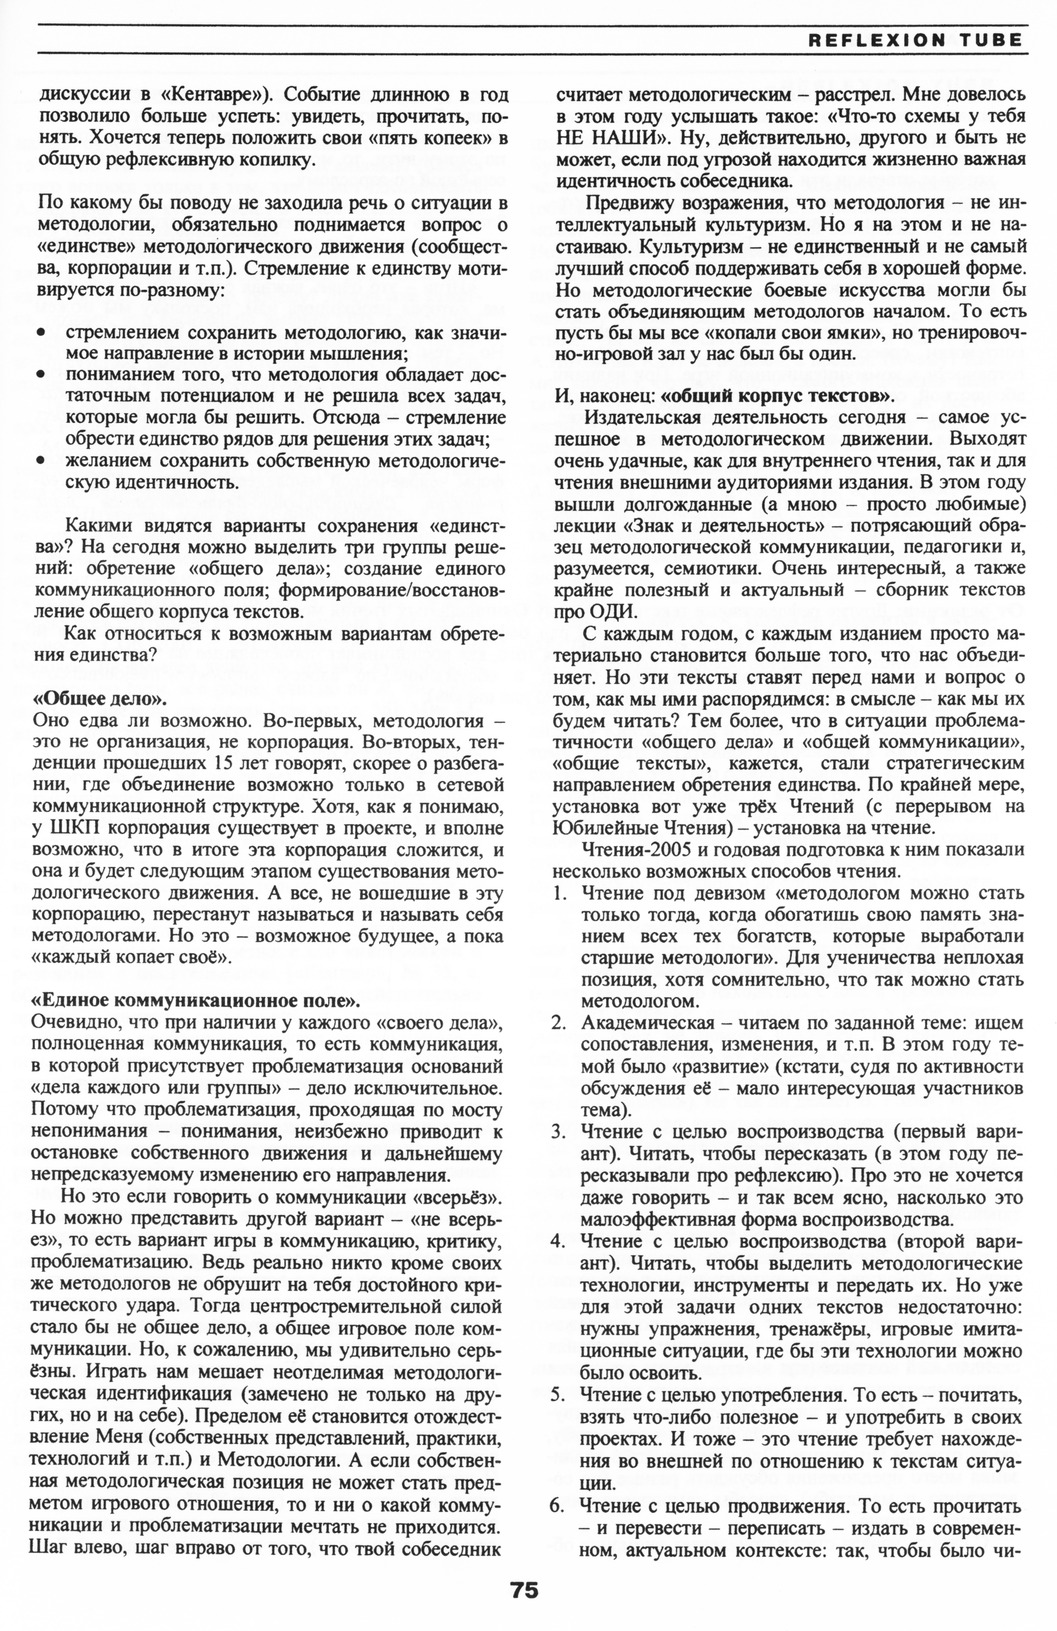 REFLEXION TUBE
дискуссии в «Кентавре»). Событие длинною в год
позволило больше успеть: увидеть, прочитать, по-
нять. Хочется теперь положить свои «пять копеек» в
общую рефлексивную копилку.
По какому бы поводу не заходила речь о ситуации в
методологии, обязательно поднимается вопрос о
«единстве» методологического движения (сообщест-
ва, корпорации и т.п.). Стремление к единству моти-
вируется по-разному:
• стремлением сохранить методологию, как значи-
мое направление в истории мышления;
• пониманием того, что методология обладает дос-
таточным потенциалом и не решила всех задач,
которые могла бы решить. Отсюда – стремление
обрести единство рядов для решения этих задач;
• желанием сохранить собственную методологиче-
скую идентичность.
Какими видятся варианты сохранения «единст-
ва»? На сегодня можно выделить три группы реше-
ний: обретение «общего дела»; создание единого
коммуникационного поля; формирование/восстанов-
ление общего корпуса текстов.
Как относиться к возможным вариантам обрете-
ния единства?
«Общее дело».
Оно едва ли возможно. Во-первых, методология –
это не организация, не корпорация. Во-вторых, тен-
денции прошедших 15 лет говорят, скорее о разбега-
нии, где объединение возможно только в сетевой
коммуникационной структуре. Хотя, как я понимаю,
у ШКП корпорация существует в проекте, и вполне
возможно, что в итоге эта корпорация сложится, и
она и будет следующим этапом существования мето-
дологического движения. А все, не вошедшие в эту
корпорацию, перестанут называться и называть себя
методологами. Но это – возможное будущее, а пока
«каждый копает своё».
«Единое коммуникационное поле».
Очевидно, что при наличии у каждого «своего дела»,
полноценная коммуникация, то есть коммуникация,
в которой присутствует проблематизация оснований
«дела каждого или группы» – дело исключительное.
Потому что проблематизация, проходящая по мосту
непонимания – понимания, неизбежно приводит к
остановке собственного движения и дальнейшему
непредсказуемому изменению его направления.
Но это если говорить о коммуникации «всерьёз».
Но можно представить другой вариант – «не всерь-
ез», то есть вариант игры в коммуникацию, критику,
проблематизацию. Ведь реально никто кроме своих
же методологов не обрушит на тебя достойного кри-
тического удара. Тогда центростремительной силой
стало бы не общее дело, а общее игровое поле ком-
муникации. Но, к сожалению, мы удивительно серь-
ёзны. Играть нам мешает неотделимая методологи-
ческая идентификация (замечено не только на дру-
гих, но и на себе). Пределом её становится отождест-
вление Меня (собственных представлений, практики,
технологий и т.п.) и Методологии. А если собствен-
ная методологическая позиция не может стать пред-
метом игрового отношения, то и ни о какой комму-
никации и проблематизации мечтать не приходится.
Шаг влево, шаг вправо от того, что твой собеседник
считает методологическим – расстрел. Мне довелось
в этом году услышать такое: «Что-то схемы у тебя
НЕ НАШИ». Ну, действительно, другого и быть не
может, если под угрозой находится жизненно важная
идентичность собеседника.
Предвижу возражения, что методология – не ин-
теллектуальный культуризм. Но я на этом и не на-
стаиваю. Культуризм – не единственный и не самый
лучший способ поддерживать себя в хорошей форме.
Но методологические боевые искусства могли бы
стать объединяющим методологов началом. То есть
пусть бы мы все «копали свои ямки», но тренировоч-
но-игровой зал у нас был бы один.
И, наконец: «общий корпус текстов».
Издательская деятельность сегодня – самое ус-
пешное в методологическом движении. Выходят
очень удачные, как для внутреннего чтения, так и для
чтения внешними аудиториями издания. В этом году
вышли долгожданные (а мною – просто любимые)
лекции «Знак и деятельность» – потрясающий обра-
зец методологической коммуникации, педагогики и,
разумеется, семиотики. Очень интересный, а также
крайне полезный и актуальный – сборник текстов
про ОДИ.
С каждым годом, с каждым изданием просто ма-
териально становится больше того, что нас объеди-
няет. Но эти тексты ставят перед нами и вопрос о
том, как мы ими распорядимся: в смысле – как мы их
будем читать? Тем более, что в ситуации проблема-
тичности «общего дела» и «общей коммуникации»,
«общие тексты», кажется, стали стратегическим
направлением обретения единства. По крайней мере,
установка вот уже трёх Чтений (с перерывом на
Юбилейные Чтения) – установка на чтение.
Чтения-2005 и годовая подготовка к ним показали
несколько возможных способов чтения.
1. Чтение под девизом «методологом можно стать
только тогда, когда обогатишь свою память зна-
нием всех тех богатств, которые выработали
старшие методологи». Для ученичества неплохая
позиция, хотя сомнительно, что так можно стать
методологом.
2. Академическая – читаем по заданной теме: ищем
сопоставления, изменения, и т.п. В этом году те-
мой было «развитие» (кстати, судя по активности
обсуждения её – мало интересующая участников
тема).
3. Чтение с целью воспроизводства (первый вари-
ант). Читать, чтобы пересказать (в этом году пе-
ресказывали про рефлексию). Про это не хочется
даже говорить – и так всем ясно, насколько это
малоэффективная форма воспроизводства.
4. Чтение с целью воспроизводства (второй вари-
ант). Читать, чтобы выделить методологические
технологии, инструменты и передать их. Но уже
для этой задачи одних текстов недостаточно:
нужны упражнения, тренажёры, игровые имита-
ционные ситуации, где бы эти технологии можно
было освоить.
5. Чтение с целью употребления. То есть – почитать,
взять что-либо полезное – и употребить в своих
проектах. И тоже – это чтение требует нахожде-
ния во внешней по отношению к текстам ситуа-
ции.
6. Чтение с целью продвижения. То есть прочитать
– и перевести – переписать – издать в современ-
ном, актуальном контексте: так, чтобы было чи-
75